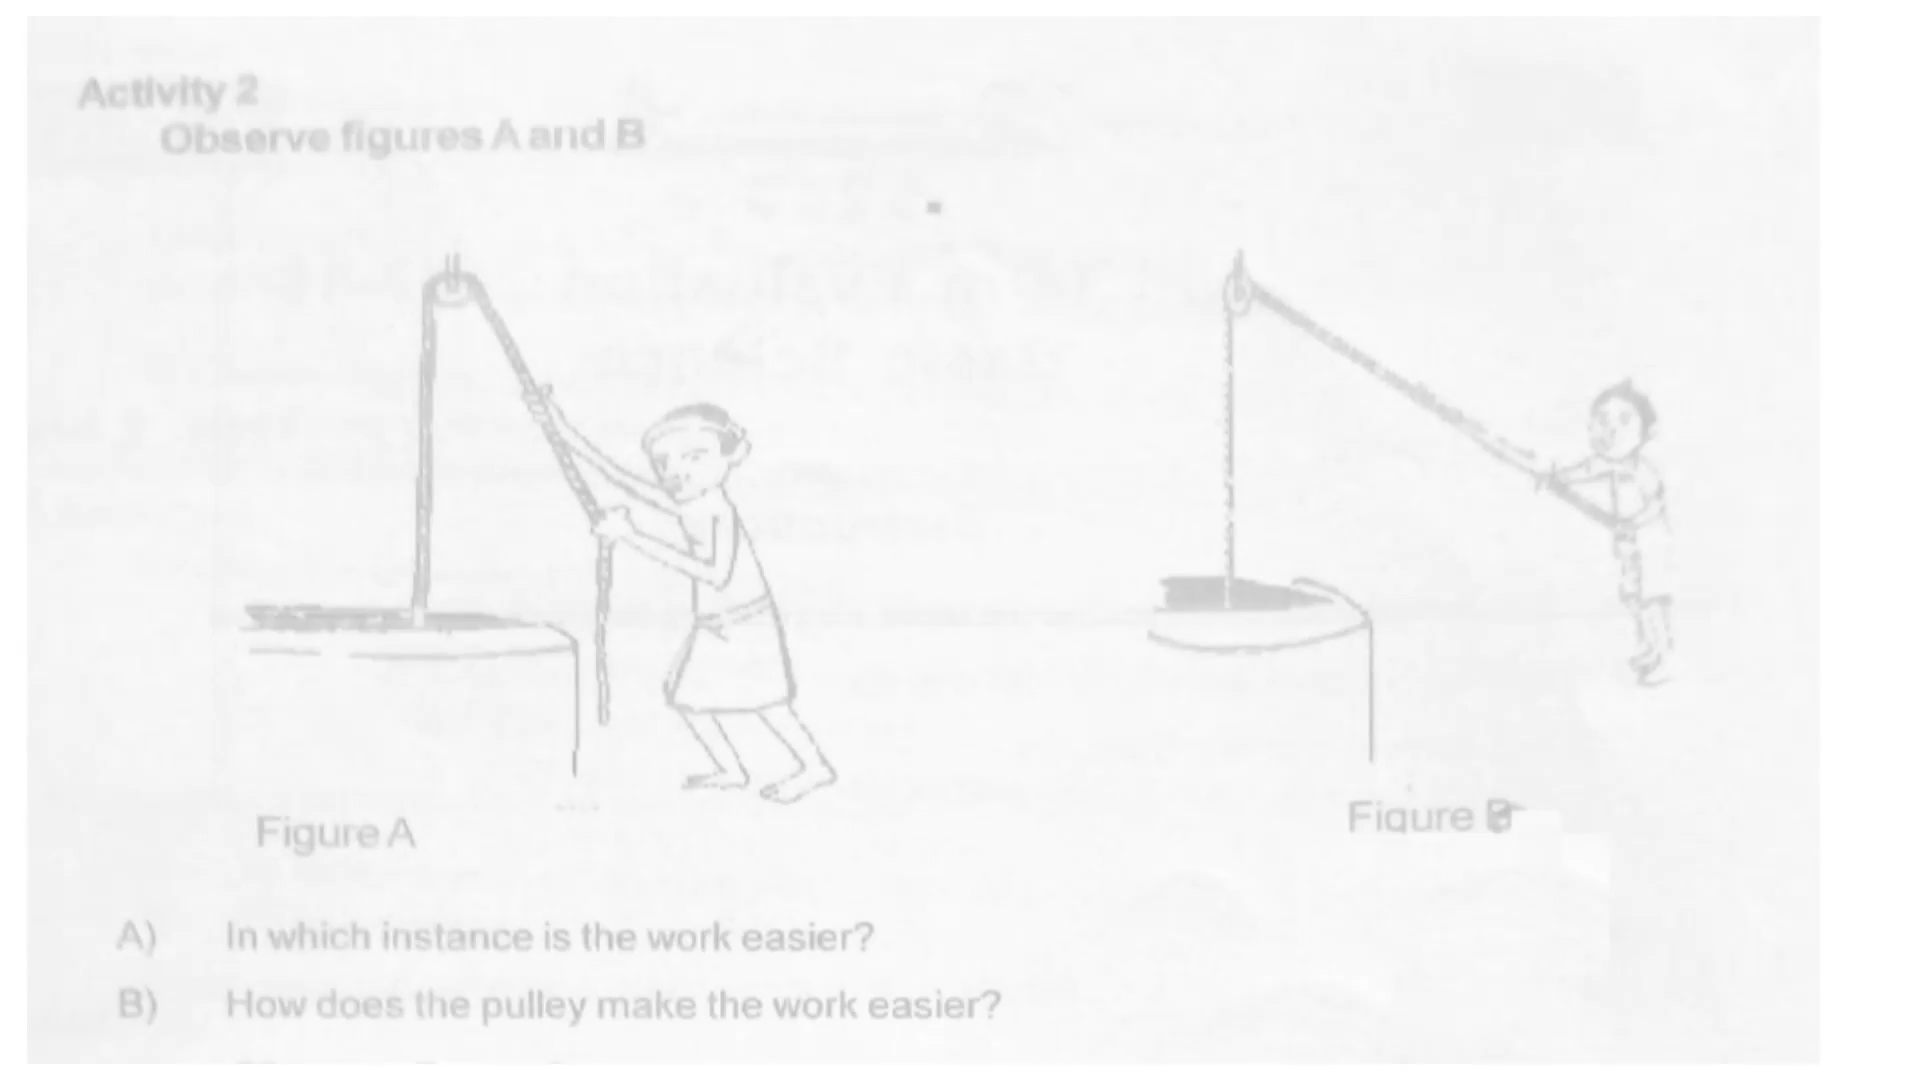 Activity 2
Observe figures A and B
Figure A
Figure B
A) In which instance is the work easier?
B) How does the pulley make the work easier?